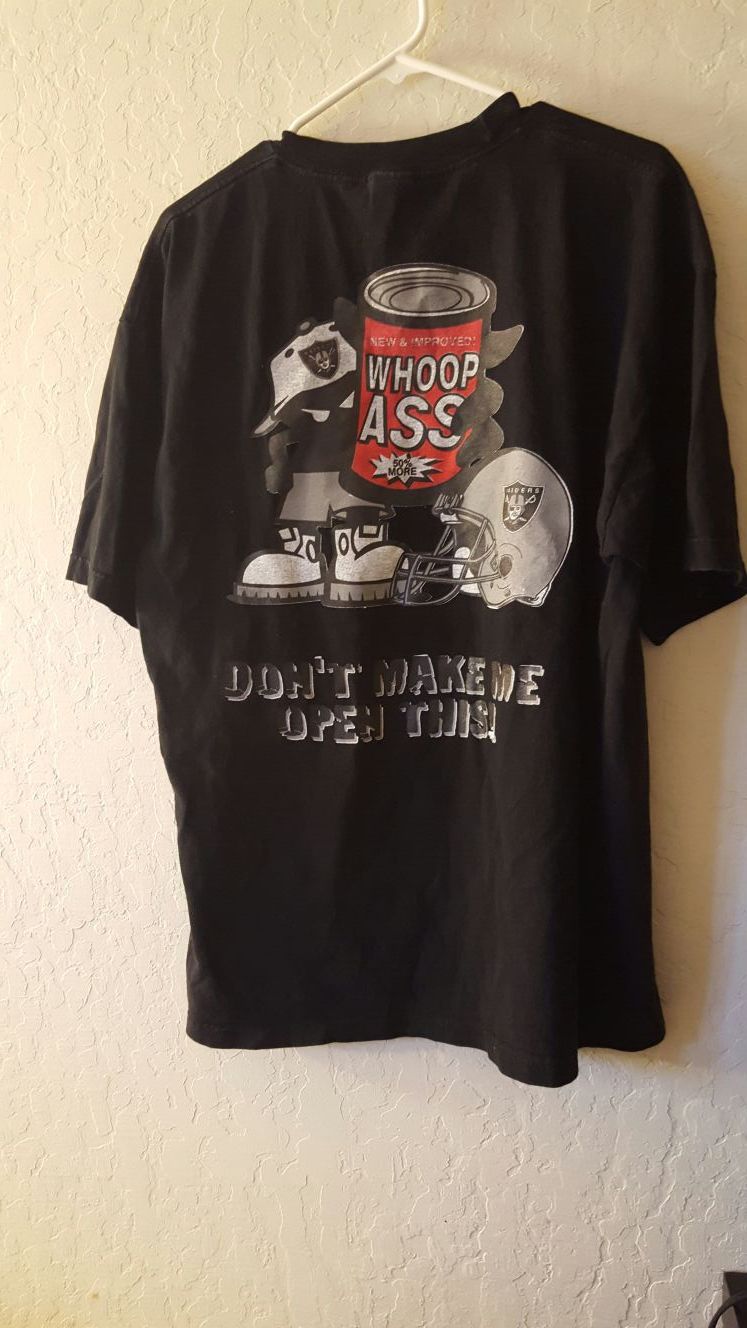 NEW & IMPROVED!
WHOOP
ASS
50%
MORE
RAIDERS
DON'T MAKE ME
OPEN THIS!